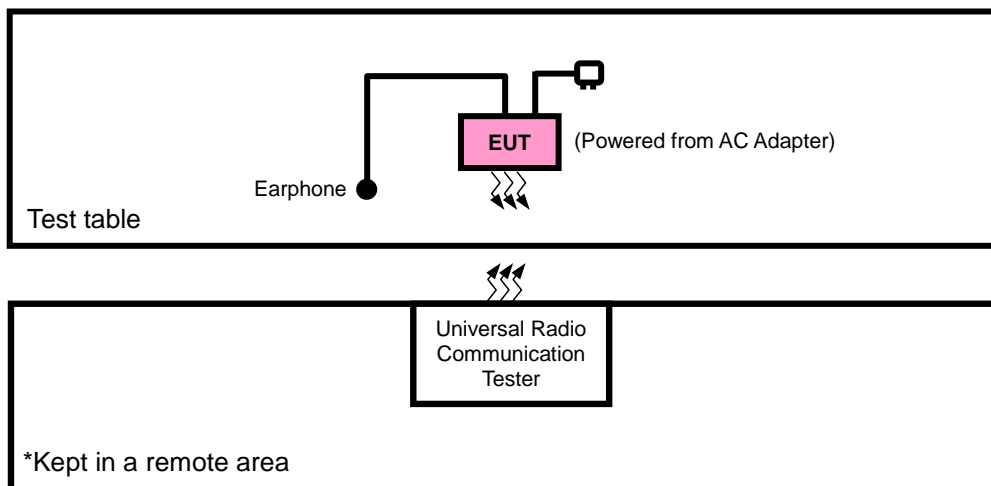 EUT
(Powered from AC Adapter)
Earphone
Test table
Universal Radio
Communication
Tester
*Kept in a remote area